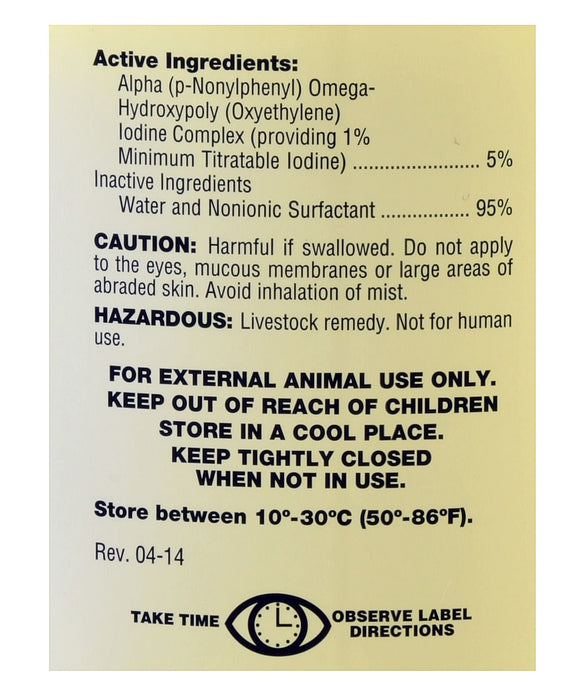 Active Ingredients:
Alpha (p-Nonylphenyl) Omega-
Hydroxypoly (Oxyethylene)
Iodine Complex (providing 1%
Minimum Titratable Iodine) ........................ 5%
Inactive Ingredients
Water and Nonionic Surfactant ................. 95%
CAUTION: Harmful if swallowed. Do not apply
to the eyes, mucous membranes or large areas of
abraded skin. Avoid inhalation of mist.
HAZARDOUS: Livestock remedy. Not for human
use.
FOR EXTERNAL ANIMAL USE ONLY.
KEEP OUT OF REACH OF CHILDREN
STORE IN A COOL PLACE.
KEEP TIGHTLY CLOSED
WHEN NOT IN USE.
Store between 10º-30ºC (50º-86ºF).
Rev. 04-14
TAKE TIME OBSERVE LABEL
DIRECTIONS